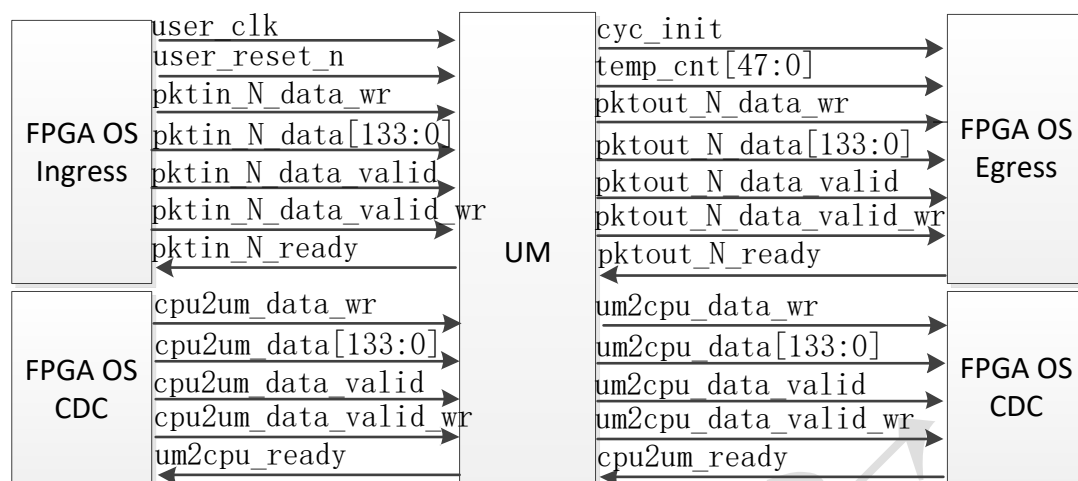 user_clk
user_reset_n
pktin_N_data_wr
pktin_N_data[133:0]
pktin_N_data_valid
pktin_N_data_valid_wr
pktin_N_ready
FPGA OS
Ingress
cpu2um_data_wr
cpu2um_data[133:0]
cpu2um_data_valid
cpu2um_data_valid_wr
um2cpu_ready
FPGA OS
CDC
UM
cyc_init
temp_cnt[47:0]
pktout_N_data_wr
pktout_N_data[133:0]
pktout_N_data_valid
pktout_N_data_valid_wr
pktout_N_ready
FPGA OS
Egress
um2cpu_data_wr
um2cpu_data[133:0]
um2cpu_data_valid
um2cpu_data_valid_wr
cpu2um_ready
FPGA OS
CDC